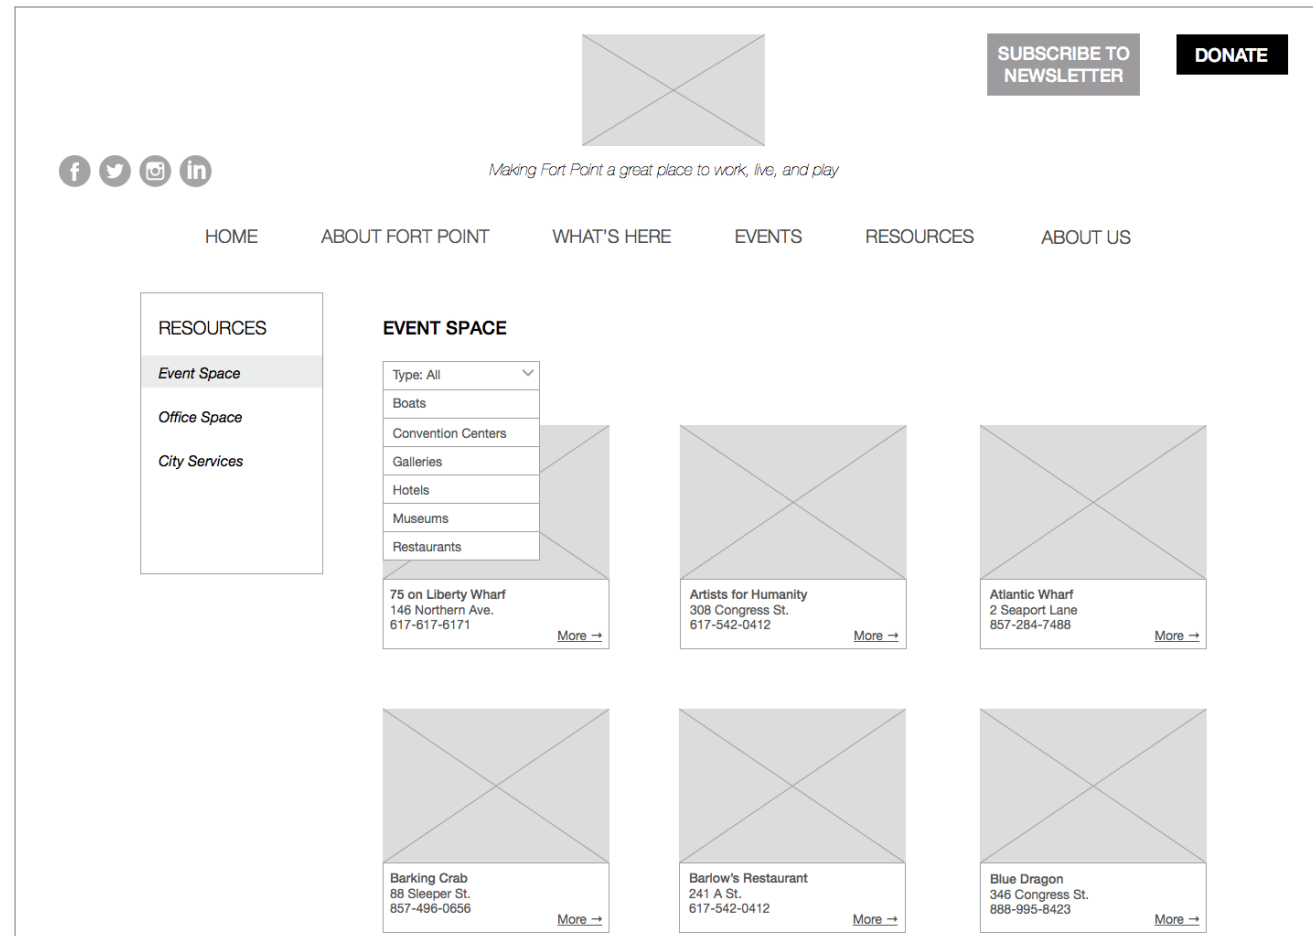 SUBSCRIBE TO
NEWSLETTER
DONATE
Making Fort Point a great place to work, live, and play
HOME
ABOUT FORT POINT
WHAT'S HERE
EVENTS
RESOURCES
ABOUT US
RESOURCES
Event Space
Office Space
City Services
EVENT SPACE
Type: All
Boats
Convention Centers
Galleries
Hotels
Museums
Restaurants
75 on Liberty Wharf
146 Northern Ave.
617-617-6171
More →
Artists for Humanity
308 Congress St.
617-542-0412
More →
Atlantic Wharf
2 Seaport Lane
857-284-7488
More →
Barking Crab
88 Sleeper St.
857-496-0656
More →
Barlow's Restaurant
241 A St.
617-542-0412
More →
Blue Dragon
346 Congress St.
888-995-8423
More →